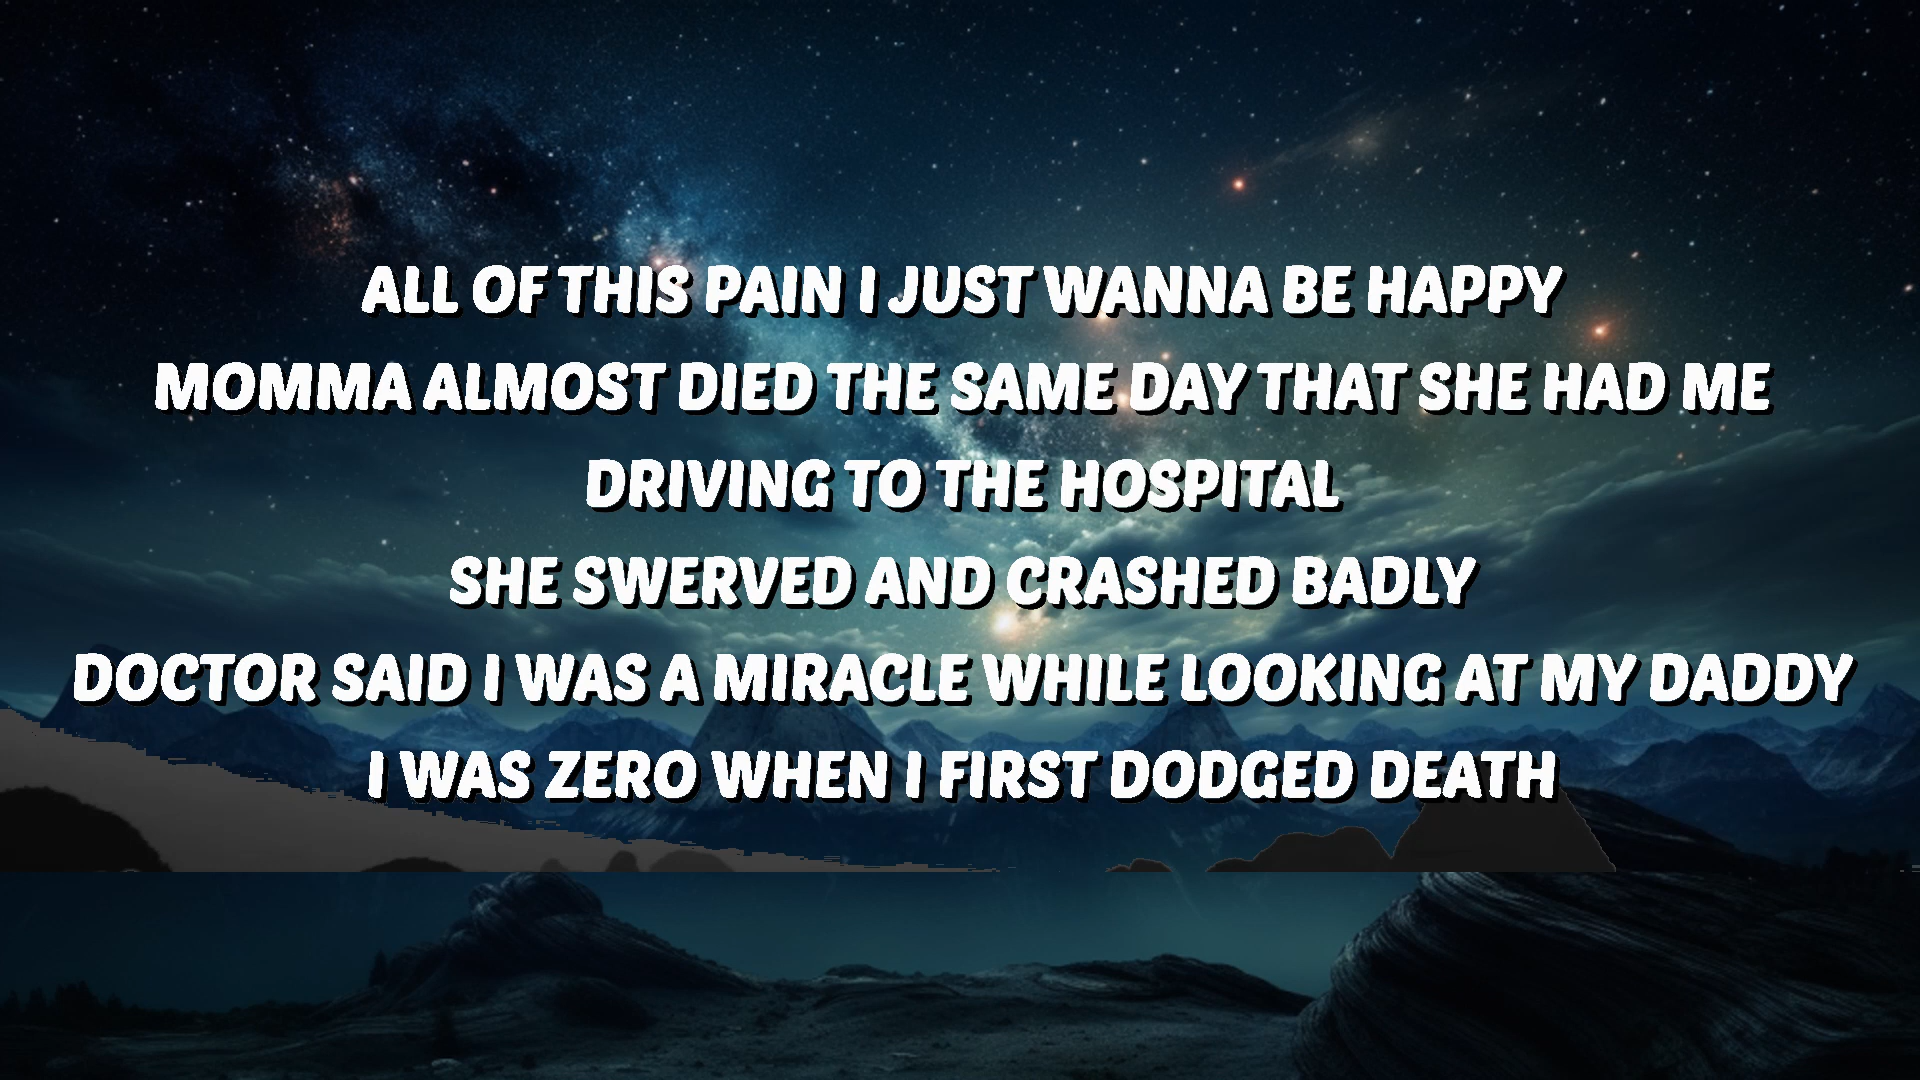 ALL OF THIS PAIN I JUST WANNA BE HAPPY
MOMMA ALMOST DIED THE SAME DAY THAT SHE HAD ME
DRIVING TO THE HOSPITAL
SHE SWERVED AND CRASHED BADLY
DOCTOR SAID I WAS A MIRACLE WHILE LOOKING AT MY DADDY
I WAS ZERO WHEN I FIRST DODGED DEATH